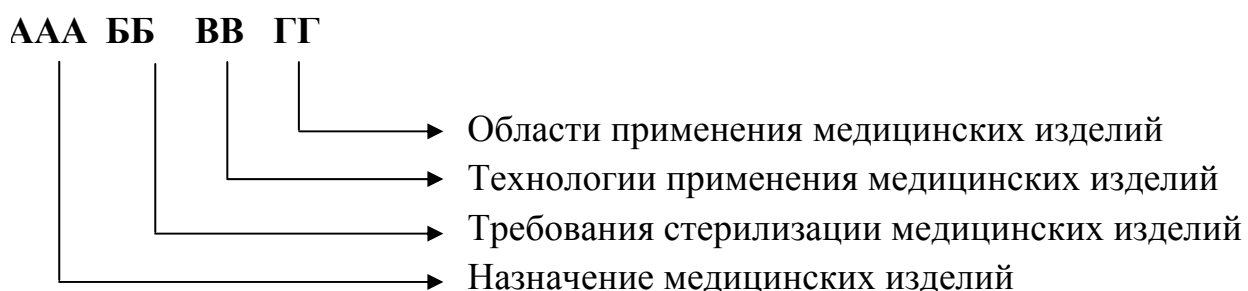 ААА ББ ВВ ГГ
Области применения медицинских изделий
Технологии применения медицинских изделий
Требования стерилизации медицинских изделий
Назначение медицинских изделий